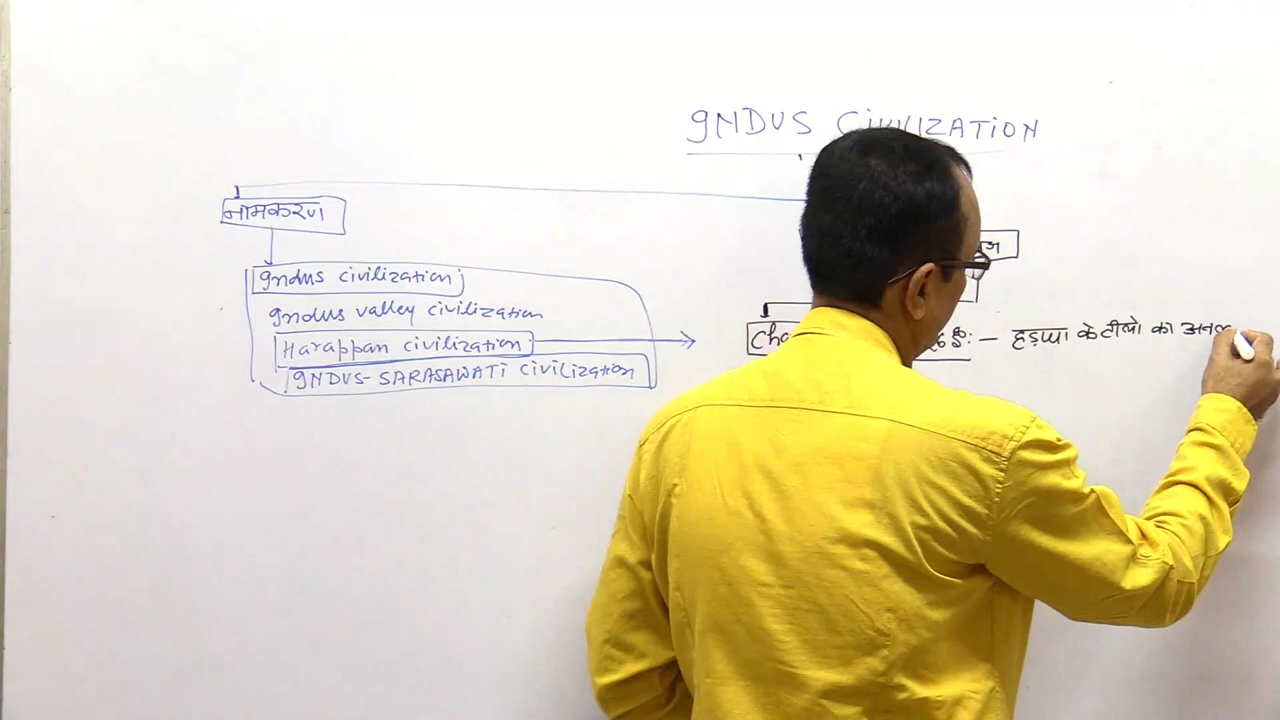 INDUS CIVILIZATION
नामकरण
Indus civilization
Indus valley civilization
Harappan civilization
INDUS-SARASAWATI CIVILIZATION
हड़प्पा के टीलो का